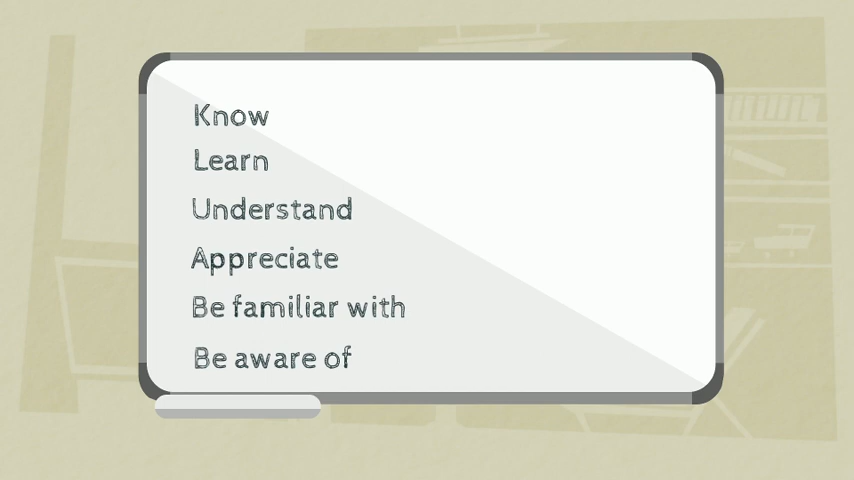 Know
Learn
Understand
Appreciate
Be familiar with
Be aware of